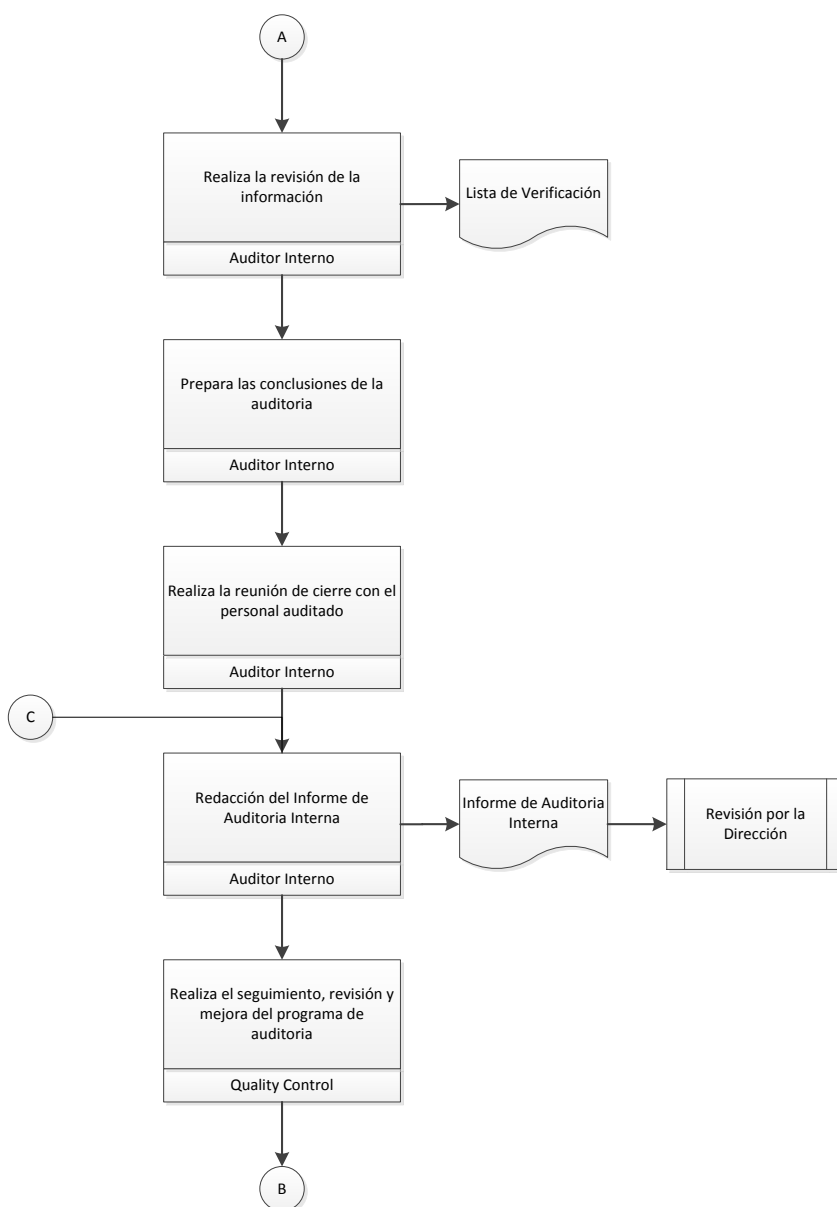 A
Realiza la revisión de la
información
Auditor Interno
Lista de Verificación
Prepara las conclusiones de la
auditoria
Auditor Interno
Realiza la reunión de cierre con el
personal auditado
Auditor Interno
C
Redacción del Informe de
Auditoria Interna
Auditor Interno
Informe de Auditoria
Interna
Revisión por la
Dirección
Realiza el seguimiento, revisión y
mejora del programa de
auditoria
Quality Control
B